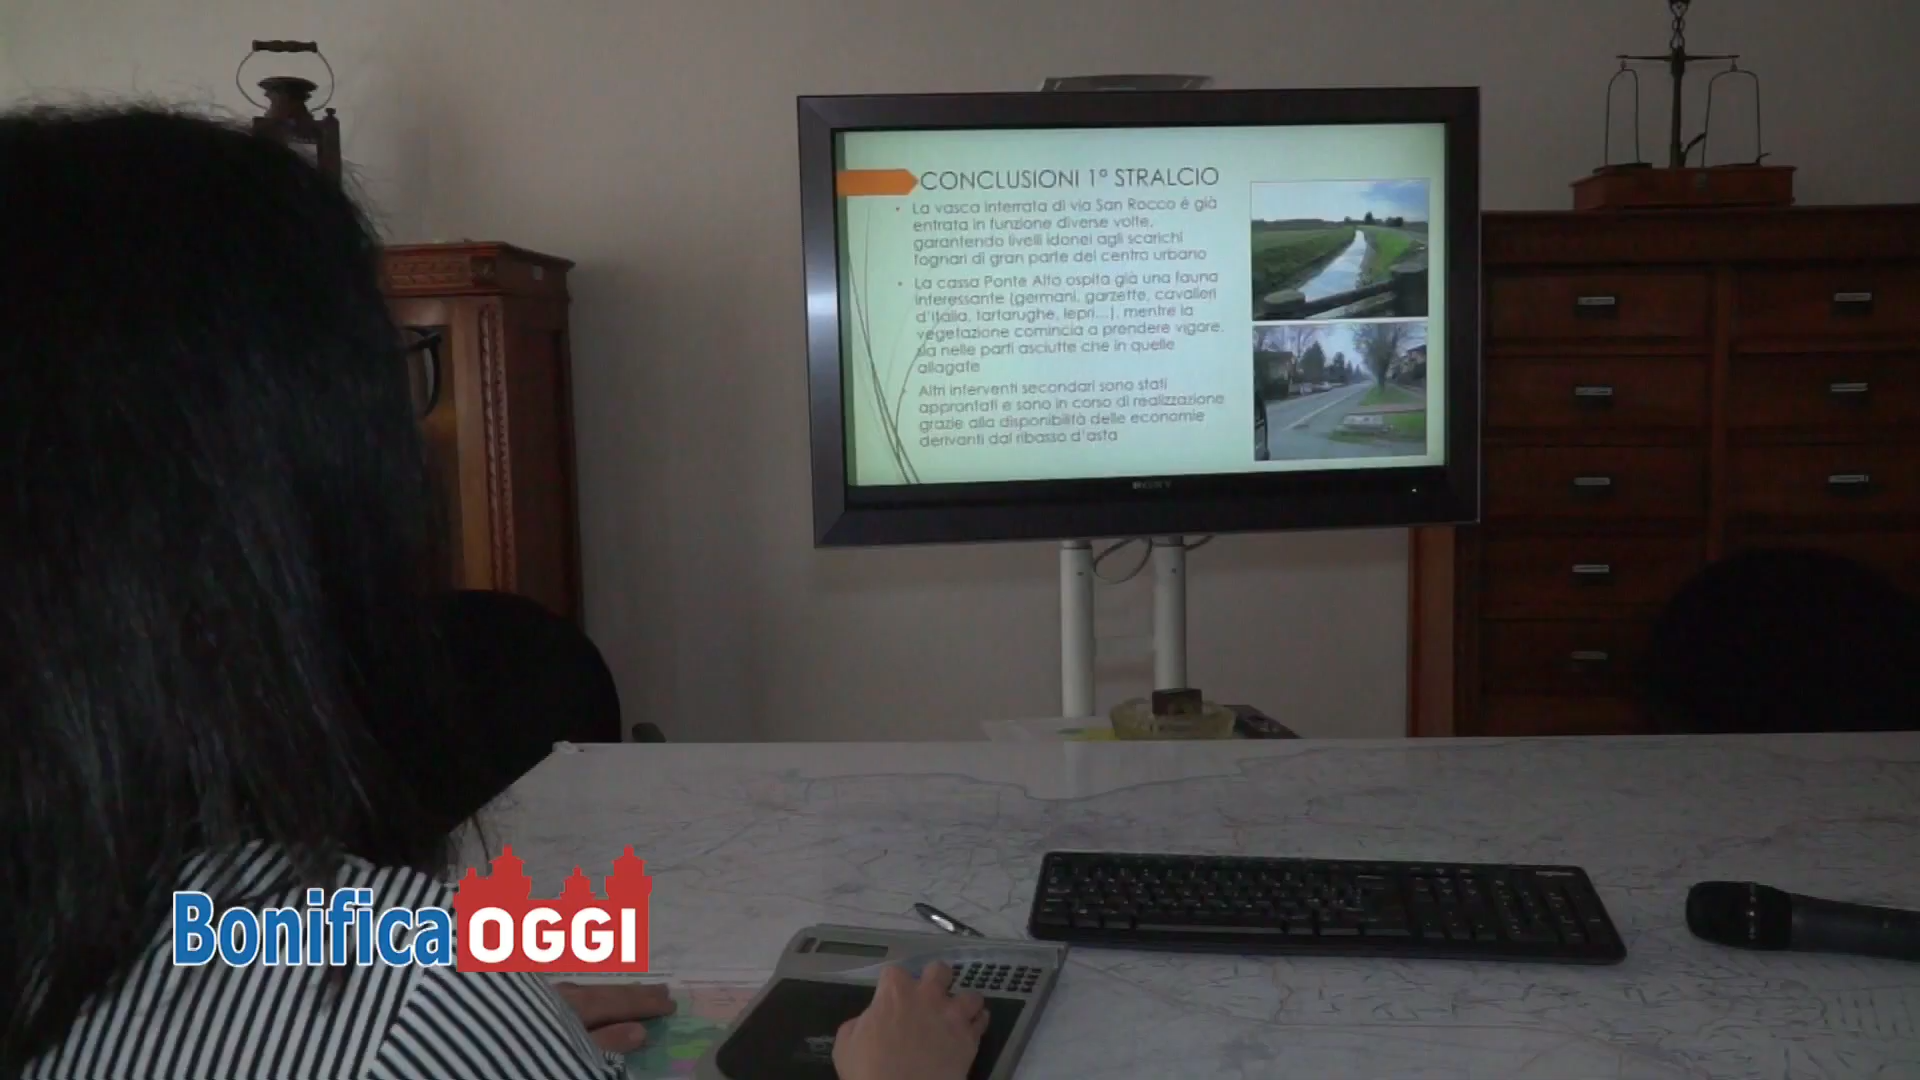 CONCLUSIONI 1° STRALCIO
• La vasca interrata di via San Rocco è già
entrata in funzione diverse volte,
garantendo livelli idonei agli scarichi
fognari di gran parte del centro urbano
• La cassa Ponte Alto ospita già una fauna
interessante (germani, garzette, cavalieri
d'Italia, tartarughe, lepri...), mentre la
vegetazione comincia a prendere vigore,
sia nelle parti asciutte che in quelle
allagate
• Altri interventi secondari sono stati
approntati e sono in corso di realizzazione
grazie alla disponibilità delle economie
derivanti dal ribasso d'asta
SONY
Bonifica OGGI